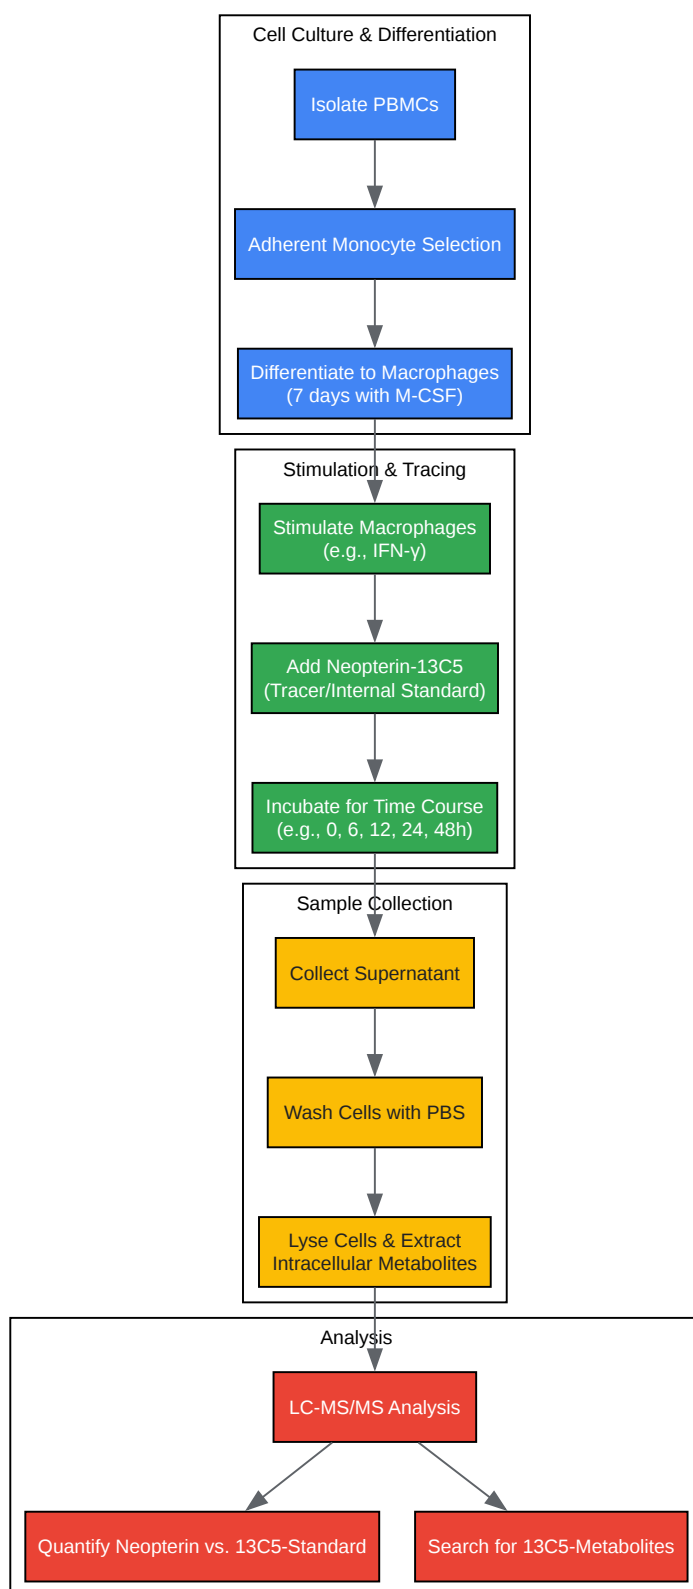 Cell Culture & Differentiation
Isolate PBMCs
Adherent Monocyte Selection
Differentiate to Macrophages
(7 days with M-CSF)
Stimulation & Tracing
Stimulate Macrophages
(e.g., IFN-γ)
Add Neopterin-13C5
(Tracer/Internal Standard)
Incubate for Time Course
(e.g., 0, 6, 12, 24, 48h)
Sample Collection
Collect Supernatant
Wash Cells with PBS
Lyse Cells & Extract
Intracellular Metabolites
Analysis
LC-MS/MS Analysis
Quantify Neopterin vs. 13C5-Standard
Search for 13C5-Metabolites